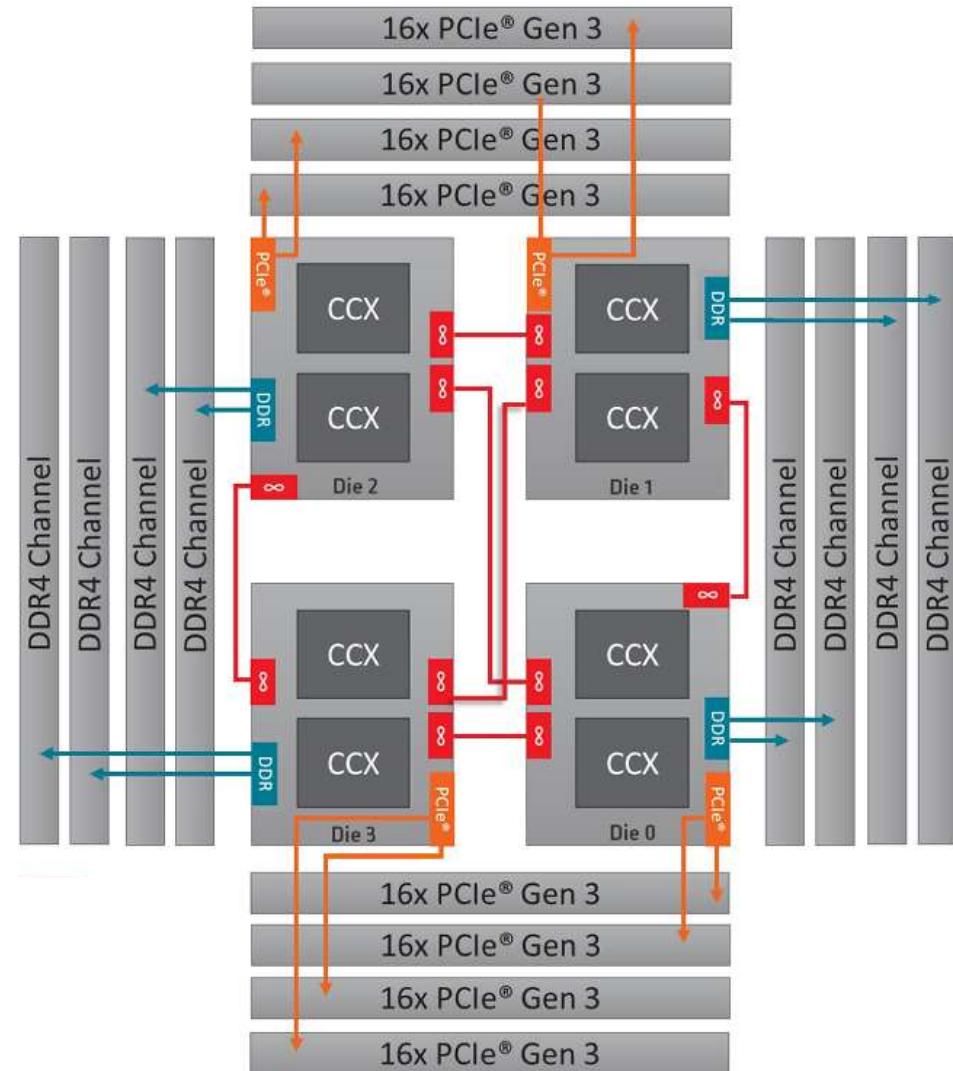 16x PCIe® Gen 3
16x PCIe® Gen 3
16x PCIe® Gen 3
16x PCIe® Gen 3
DDR4 Channel
DDR4 Channel
DDR4 Channel
DDR4 Channel
PCIe®
CCX
∞
DDR
CCX
∞
Die 2
∞
PCIe®
CCX
DDR
∞
∞
CCX
∞
Die 1
DDR4 Channel
DDR4 Channel
DDR4 Channel
DDR4 Channel
CCX
∞
∞
∞
DDR
CCX
PCIe®
Die 3
∞
CCX
∞
∞
CCX
DDR
PCIe®
Die 0
16x PCIe® Gen 3
16x PCIe® Gen 3
16x PCIe® Gen 3
16x PCIe® Gen 3